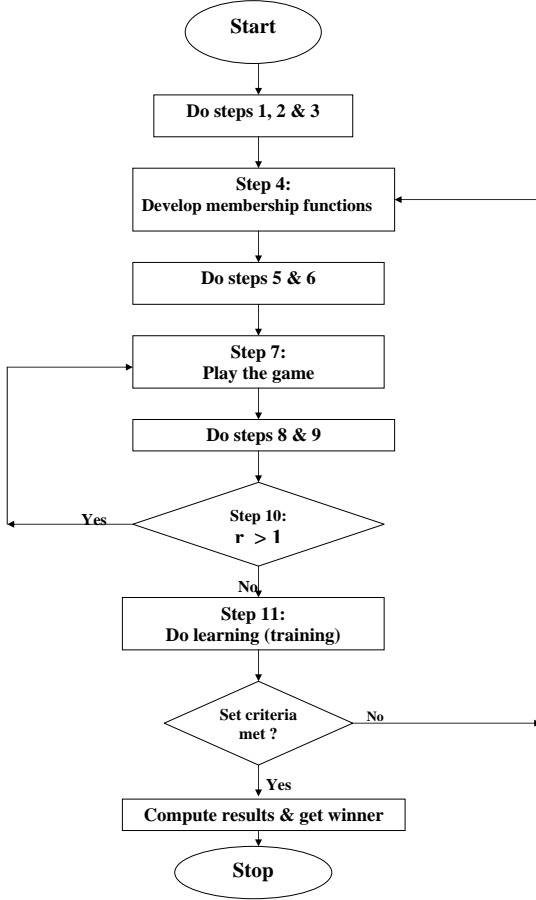 Start
Do steps 1, 2 & 3
Step 4:
Develop membership functions
Do steps 5 & 6
Step 7:
Play the game
Do steps 8 & 9
Step 10:
r > 1
Yes
No
Step 11:
Do learning (training)
Set criteria
met ?
No
Yes
Compute results & get winner
Stop